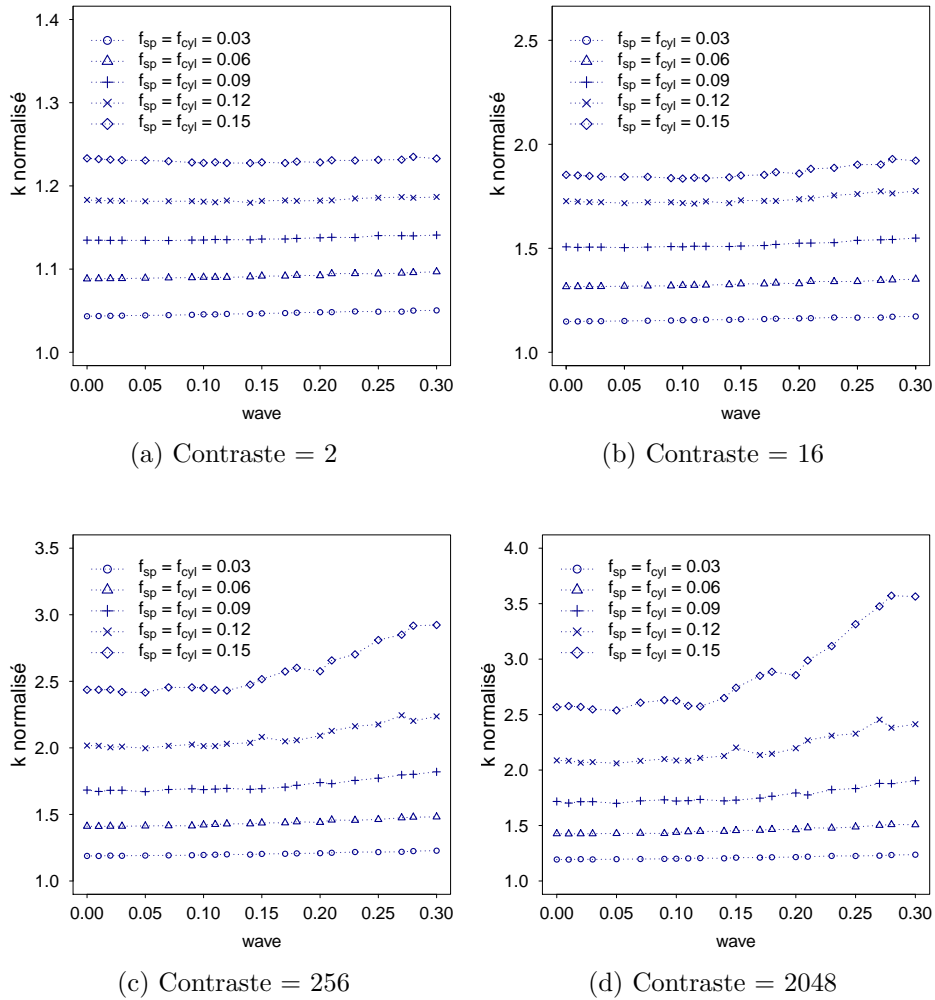 1.4
1.3
1.2
1.1
1.0
k normalisé
f_sp = f_cyl = 0.03
f_sp = f_cyl = 0.06
f_sp = f_cyl = 0.09
f_sp = f_cyl = 0.12
f_sp = f_cyl = 0.15
0.00 0.05 0.10 0.15 0.20 0.25 0.30
wave
(a) Contraste = 2
2.5
2.0
1.5
1.0
k normalisé
f_sp = f_cyl = 0.03
f_sp = f_cyl = 0.06
f_sp = f_cyl = 0.09
f_sp = f_cyl = 0.12
f_sp = f_cyl = 0.15
0.00 0.05 0.10 0.15 0.20 0.25 0.30
wave
(b) Contraste = 16
3.5
3.0
2.5
2.0
1.5
1.0
k normalisé
f_sp = f_cyl = 0.03
f_sp = f_cyl = 0.06
f_sp = f_cyl = 0.09
f_sp = f_cyl = 0.12
f_sp = f_cyl = 0.15
0.00 0.05 0.10 0.15 0.20 0.25 0.30
wave
(c) Contraste = 256
4.0
3.5
3.0
2.5
2.0
1.5
1.0
k normalisé
f_sp = f_cyl = 0.03
f_sp = f_cyl = 0.06
f_sp = f_cyl = 0.09
f_sp = f_cyl = 0.12
f_sp = f_cyl = 0.15
0.00 0.05 0.10 0.15 0.20 0.25 0.30
wave
(d) Contraste = 2048